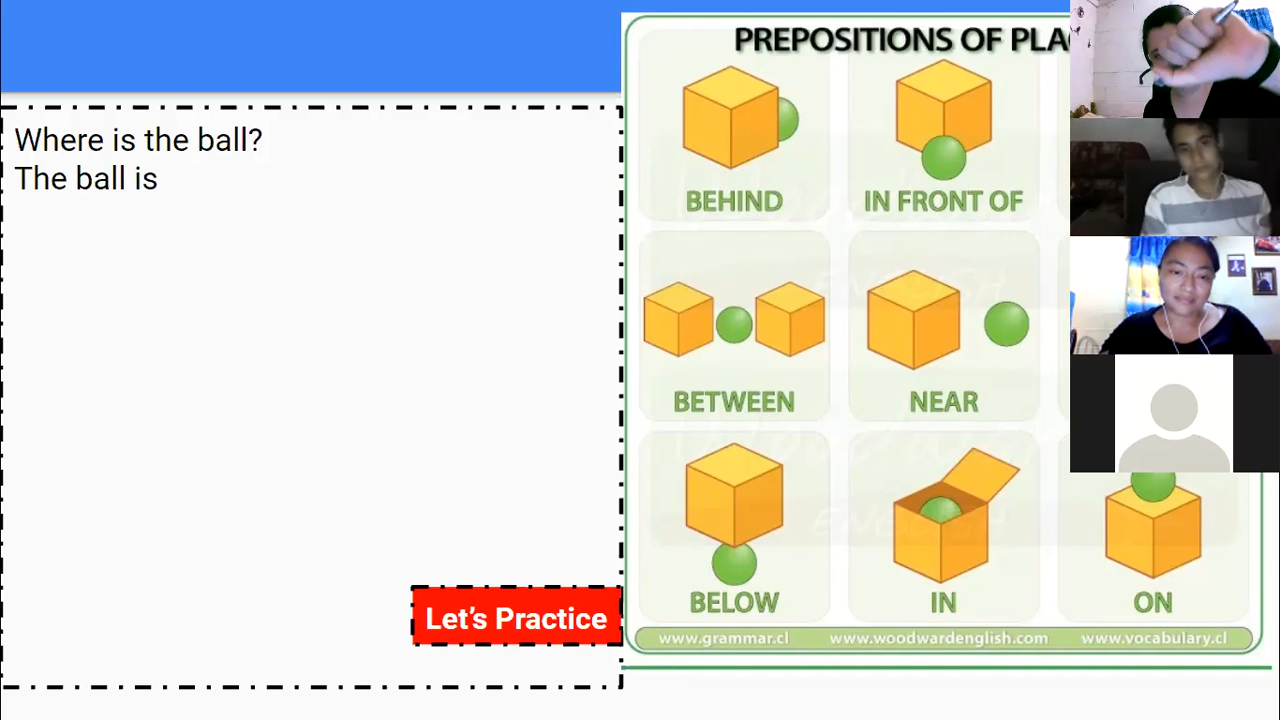 Where is the ball?
The ball is
Let's Practice
PREPOSITIONS OF
BEHIND
IN FRONT OF
BETWEEN
NEAR
BELOW
IN
ON
www.grammar.cl
www.woodwardenglish.com
www.vocabulary.cl